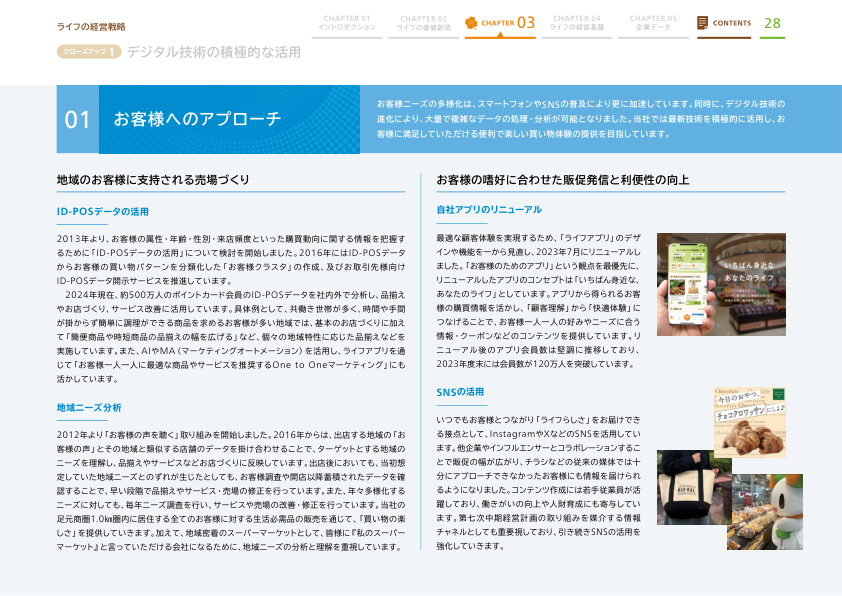 ライフの経営戦略
CHAPTER 01
イントロダクション
CHAPTER 02
ライフの価値創造
CHAPTER 03
CHAPTER 04
ライフの経営基盤
CHAPTER 05
企業データ
CONTENTS
28
クローズアップ 1 デジタル技術の積極的な活用
01 お客様へのアプローチ
お客様ニーズの多様化は、スマートフォンやSNSの普及により更に加速しています。同時に、デジタル技術の
進化により、大量で複雑なデータの処理・分析が可能となりました。当社では最新技術を積極的に活用し、お
客様に満足していただける便利で楽しい買い物体験の提供を目指しています。
地域のお客様に支持される売場づくり
ID-POSデータの活用
2013年より、お客様の属性・年齢・性別・来店頻度といった購買動向に関する情報を把握す
るために「ID-POSデータの活用」について検討を開始しました。2016年にはID-POSデータ
からお客様の買い物パターンを分類化した「お客様クラスタ」の作成、及びお取引先様向け
ID-POSデータ開示サービスを推進しています。
2024年現在、約500万人のポイントカード会員のID-POSデータを社内外で分析し、品揃え
やお店づくり、サービス改善に活用しています。具体例として、共働き世帯が多く、時間や手間
が掛からず簡単に調理ができる商品を求めるお客様が多い地域では、基本のお店づくりに加え
て「簡便商品や時短商品の品揃えの幅を広げる」など、個々の地域特性に応じた品揃えなどを
実施しています。また、AIやMA（マーケティングオートメーション）を活用し、ライフアプリを通
じて「お客様一人一人に最適な商品やサービスを推奨するOne to Oneマーケティング」にも
活かしています。
地域ニーズ分析
2012年より「お客様の声を聴く」取り組みを開始しました。2016年からは、出店する地域の「お
客様の声」とその地域と類似する店舗のデータを掛け合わせることで、ターゲットとする地域の
ニーズを理解し、品揃えやサービスなどお店づくりに反映しています。出店後においても、当初想
定していた地域ニーズとのずれが生じたとしても、お客様調査や開店以降蓄積されたデータを確
認することで、早い段階で品揃えやサービス・売場の修正を行っています。また、年々多様化する
ニーズに対しても、毎年ニーズ調査を行い、サービスや売場の改善・修正を行っています。当社の
足元商圏1.0㎞圏内に居住する全てのお客様に対する生活必需品の販売を通じて、「買い物の楽
しさ」を提供していきます。加えて、地域密着のスーパーマーケットとして、皆様に『私のスーパー
マーケット』と言っていただける会社になるために、地域ニーズの分析と理解を重視しています。
お客様の嗜好に合わせた販促発信と利便性の向上
自社アプリのリニューアル
最適な顧客体験を実現するため、「ライフアプリ」のデザ
インや機能を一から見直し、2023年7月にリニューアルし
ました。「お客様のためのアプリ」という観点を最優先に、
リニューアルしたアプリのコンセプトは「いちばん身近な、
あなたのライフ」としています。アプリから得られるお客
様の購買情報を活かし、「顧客理解」から「快適体験」に
つなげることで、お客様一人一人の好みやニーズに合う
情報・クーポンなどのコンテンツを提供しています。リ
ニューアル後のアプリ会員数は堅調に推移しており、
2023年度末には会員数が120万人を突破しています。
いちばん身近な
あなたのライフ
SNSの活用
いつでもお客様とつながり「ライフらしさ」をお届けでき
る接点として、InstagramやXなどのSNSを活用してい
ます。他企業やインフルエンサーとコラボレーションするこ
とで販促の幅が広がり、チラシなどの従来の媒体では十
分にアプローチできなかったお客様にも情報を届けられ
るようになりました。コンテンツ作成には若手従業員が活
躍しており、働きがいの向上や人財育成にも寄与してい
ます。第七次中期経営計画の取り組みを媒介する情報
チャネルとしても重要視しており、引き続きSNSの活用を
強化していきます。
今日のおやつ、
チョコクロワッサンにしよ♪
BIO-RAL